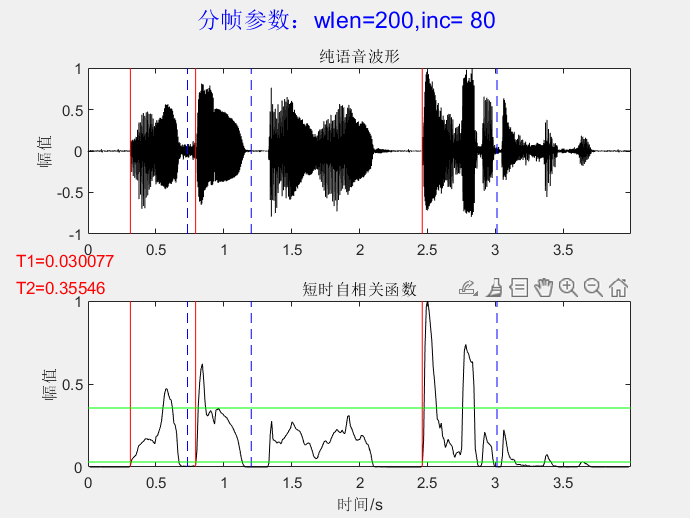 分帧参数：wlen=200,inc= 80
纯语音波形
幅值
1
0.5
0
-0.5
-1
0 0.5 1 1.5 2 2.5 3 3.5
T1=0.030077
T2=0.35546
短时自相关函数
幅值
1
0.5
0
0 0.5 1 1.5 2 2.5 3 3.5
时间/s